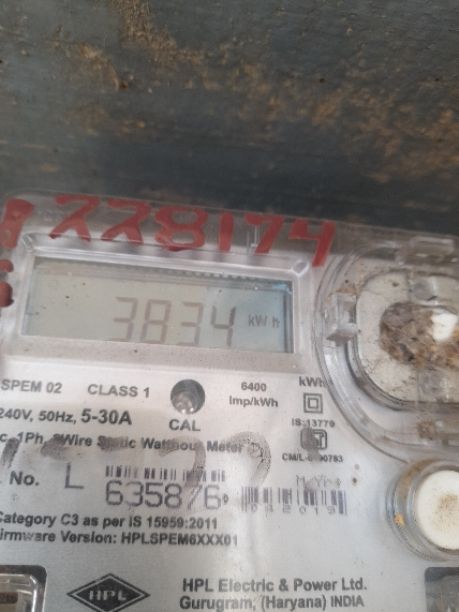 228174
3834 kWh
SPEM 02 CLASS 1 6400 Imp/kWh kWh
240V, 50Hz, 5-30A CAL IS:13779
1Ph, 2Wire Static Watthour Meter
No. L 635876 042019
Category C3 as per IS 15959:2011
Firmware Version: HPLSPEM6XXX01
HPL HPL Electric & Power Ltd.
Gurugram, (Haryana) INDIA